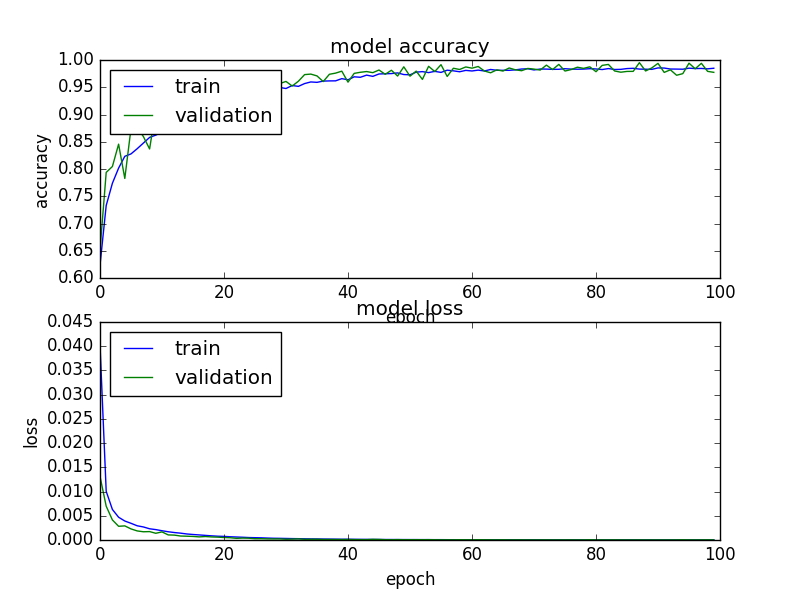 model accuracy
1.00
0.95
0.90
0.85
0.80
0.75
0.70
0.65
0.60
accuracy
train
validation
0 20 40 60 80 100
epoch
model loss
0.045
0.040
0.035
0.030
0.025
0.020
0.015
0.010
0.005
0.000
loss
train
validation
0 20 40 60 80 100
epoch